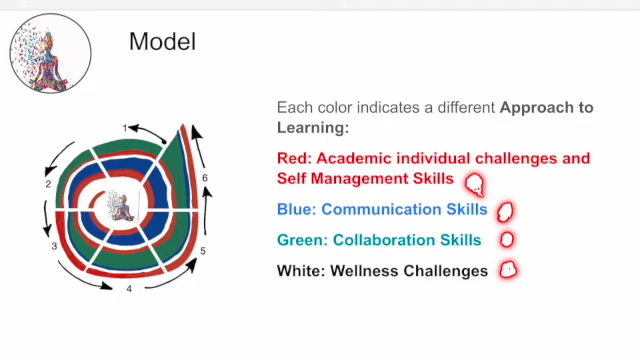 Model
Each color indicates a different Approach to
Learning:
Red: Academic individual challenges and
Self Management Skills
Blue: Communication Skills
Green: Collaboration Skills
White: Wellness Challenges
1
2
3
4
5
6